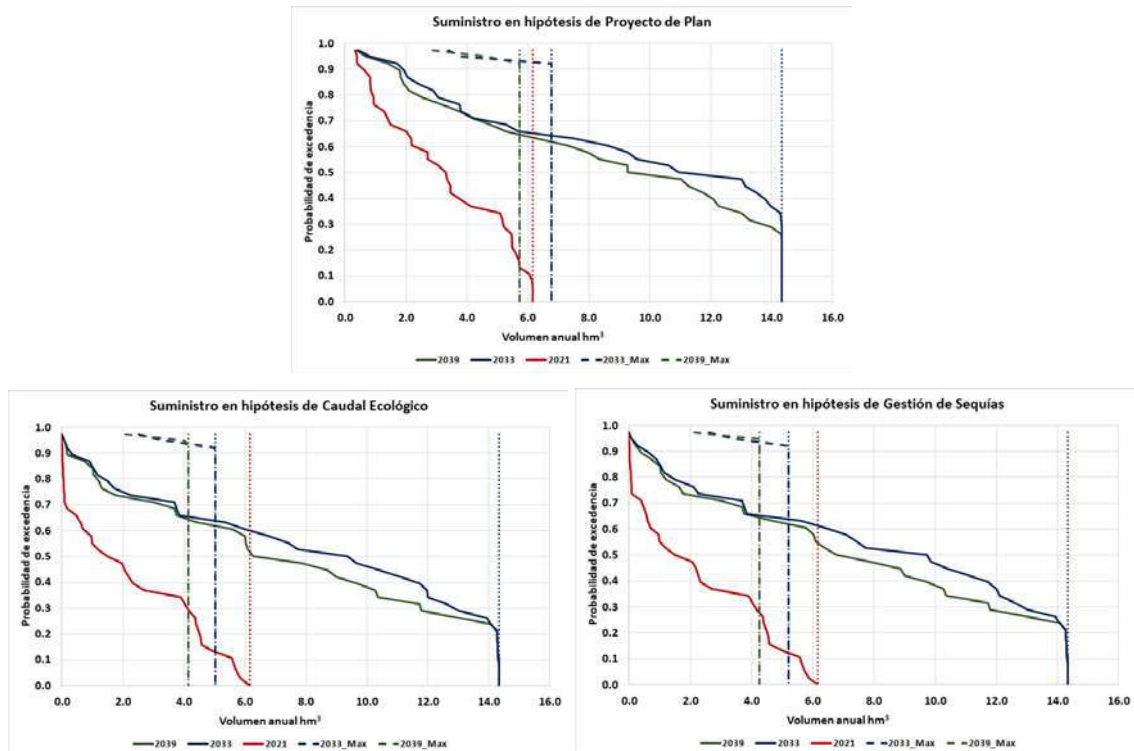 Suministro en hipótesis de Proyecto de Plan
Probabilidad de excedencia
1.0
0.9
0.8
0.7
0.6
0.5
0.4
0.3
0.2
0.1
0.0
0.0 2.0 4.0 6.0 8.0 10.0 12.0 14.0 16.0
Volumen anual hm³
2039 2033 2021 2033_Max 2039_Max
Suministro en hipótesis de Caudal Ecológico
Probabilidad de excedencia
1.0
0.9
0.8
0.7
0.6
0.5
0.4
0.3
0.2
0.1
0.0
0.0 2.0 4.0 6.0 8.0 10.0 12.0 14.0 16.0
Volumen anual hm³
2039 2033 2021 2033_Max 2039_Max
Suministro en hipótesis de Gestión de Sequías
Probabilidad de excedencia
1.0
0.9
0.8
0.7
0.6
0.5
0.4
0.3
0.2
0.1
0.0
0.0 2.0 4.0 6.0 8.0 10.0 12.0 14.0 16.0
Volumen anual hm³
2039 2033 2021 2033_Max 2039_Max